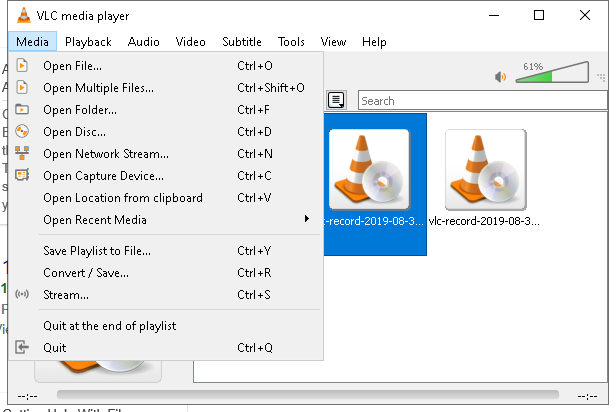 VLC media player
Media Playback Audio Video Subtitle Tools View Help
Open File... Ctrl+O
Open Multiple Files... Ctrl+Shift+O
Open Folder... Ctrl+F
Open Disc... Ctrl+D
Open Network Stream... Ctrl+N
Open Capture Device... Ctrl+C
Open Location from clipboard Ctrl+V
Open Recent Media
Save Playlist to File... Ctrl+Y
Convert / Save... Ctrl+R
Stream... Ctrl+S
Quit at the end of playlist
Quit Ctrl+Q
61%
Search
-record-2019-08-3...
vlc-record-2019-08-3...
--:-- --:--